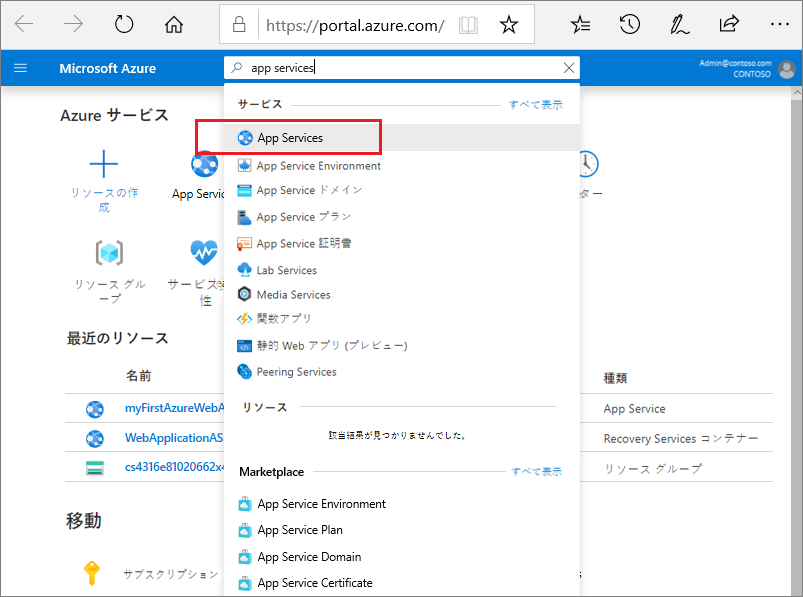 https://portal.azure.com/
Microsoft Azure
app services
Admin@contoso.com
CONTOSO
Azure サービス
リソースの作
成
App Servic
ター
リソース グル
ープ
サービス
性
最近のリソース
名前
種類
myFirstAzureWebA
App Service
WebApplicationAS
Recovery Services コンテナー
cs4316e81020662x4
リソース グループ
移動
サブスクリプション
サービス
すべて表示
App Services
App Service Environment
App Service ドメイン
App Service プラン
App Service 証明書
Lab Services
Media Services
関数アプリ
静的 Web アプリ (プレビュー)
Peering Services
リソース
該当結果が見つかりませんでした。
Marketplace
すべて表示
App Service Environment
App Service Plan
App Service Domain
App Service Certificate